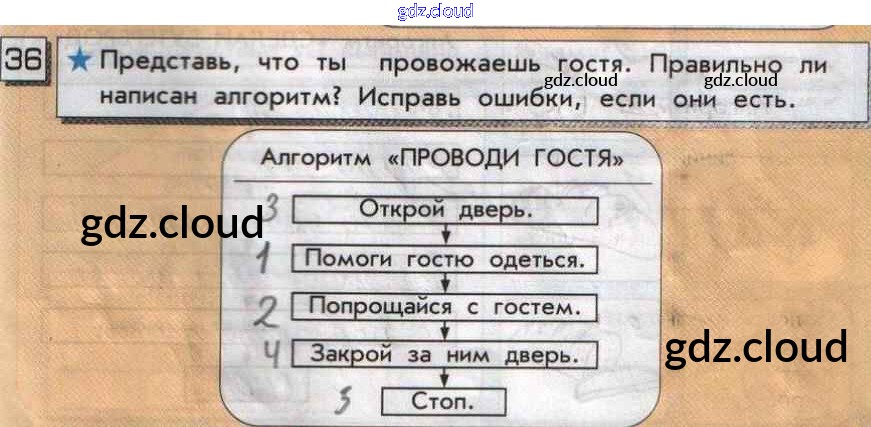 gdz.cloud
36 ★ Представь, что ты провожаешь гостя. Правильно ли
gdz.cloud gdz.cloud
написан алгоритм? Исправь ошибки, если они есть.
Алгоритм «ПРОВОДИ ГОСТЯ»
3 Открой дверь.
gdz.cloud
1 Помоги гостю одеться.
2 Попрощайся с гостем.
4 Закрой за ним дверь.
gdz.cloud
5 Стоп.